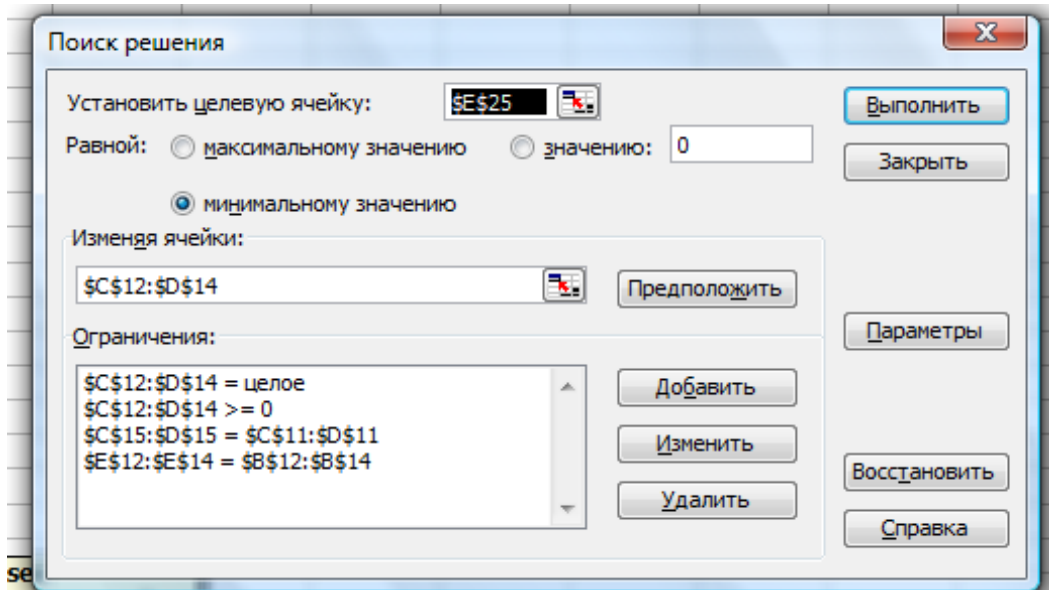 Поиск решения
Установить целевую ячейку: $E$25
Выполнить
Равной: максимальному значению значению: 0
Закрыть
минимальному значению
Изменяя ячейки:
$C$12:$D$14
Предположить
Параметры
Ограничения:
$C$12:$D$14 = целое
$C$12:$D$14 >= 0
$C$15:$D$15 = $C$11:$D$11
$E$12:$E$14 = $B$12:$B$14
Добавить
Изменить
Удалить
Восстановить
Справка
se